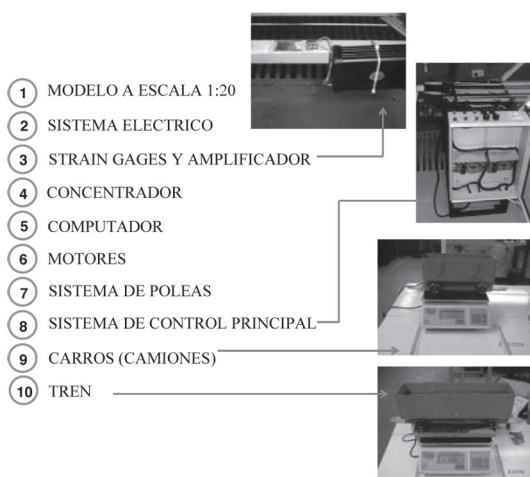 1 MODELO A ESCALA 1:20
2 SISTEMA ELECTRICO
3 STRAIN GAGES Y AMPLIFICADOR
4 CONCENTRADOR
5 COMPUTADOR
6 MOTORES
7 SISTEMA DE POLEAS
8 SISTEMA DE CONTROL PRINCIPAL
9 CARROS (CAMIONES)
10 TREN